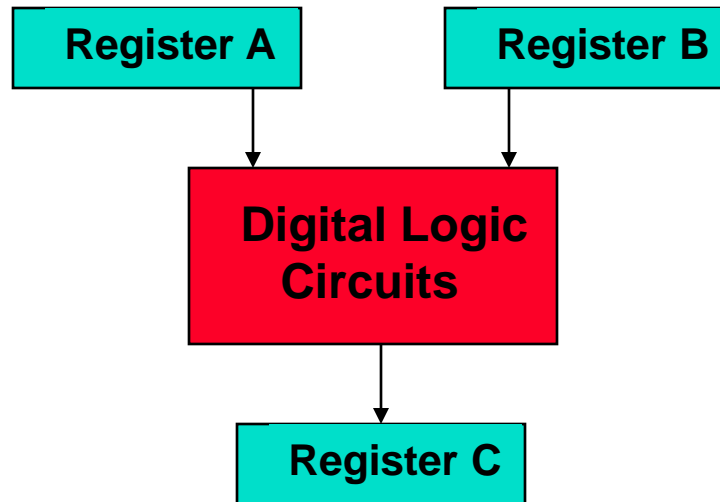 Register A
Register B
Digital Logic
Circuits
Register C